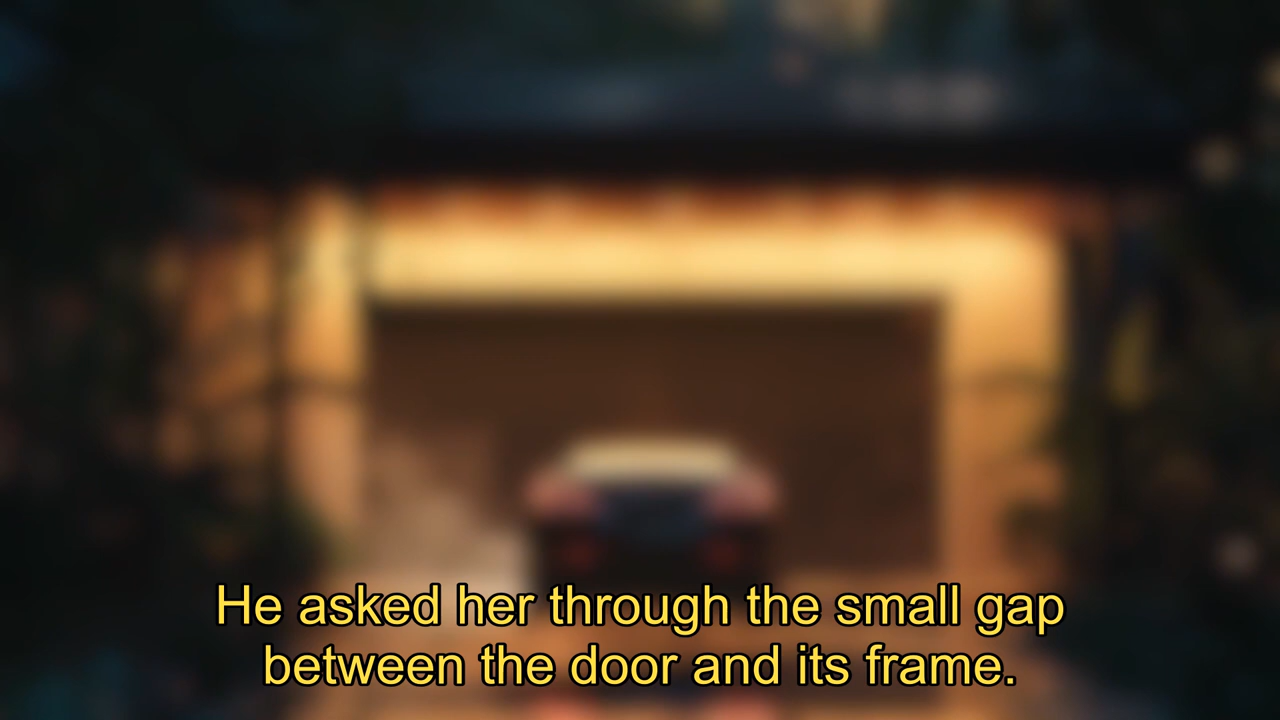 He asked her through the small gap
between the door and its frame.